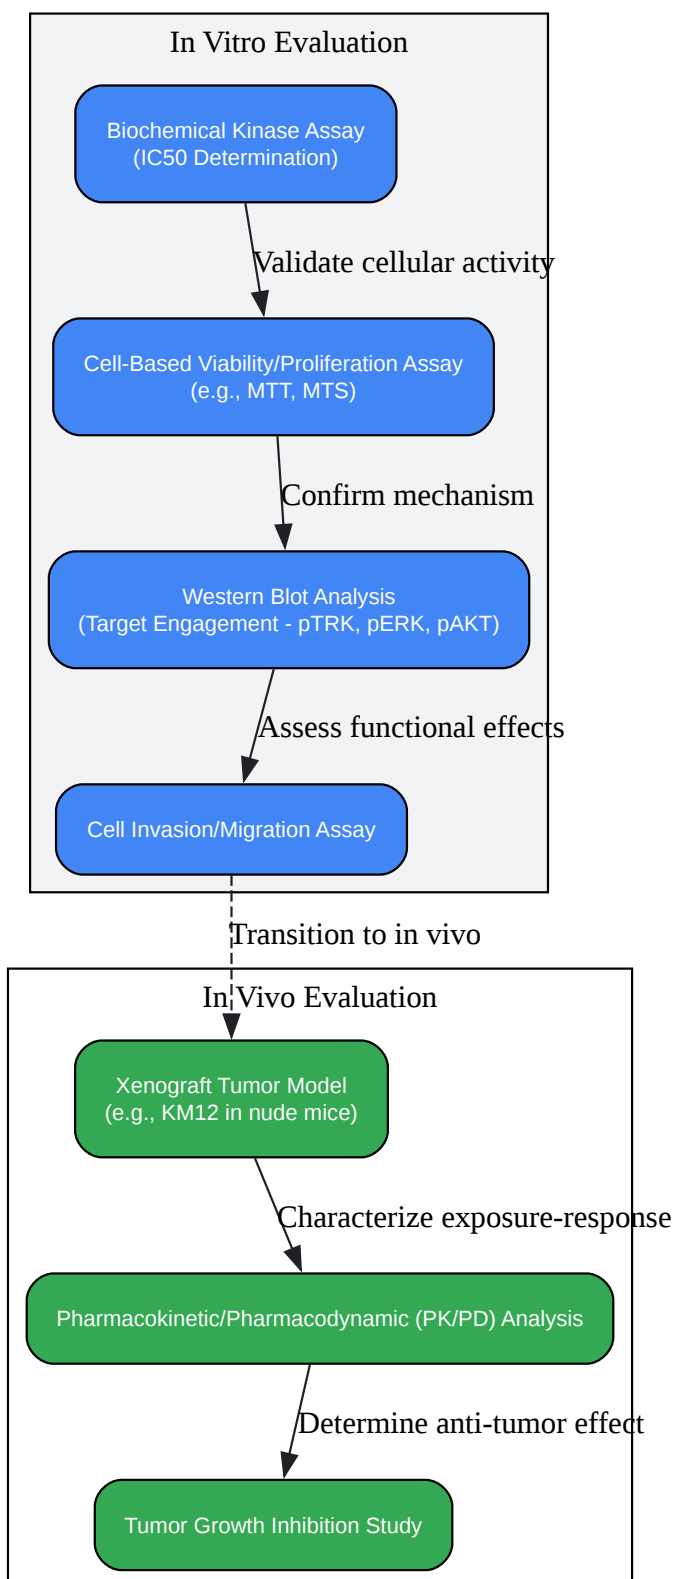 In Vitro Evaluation
Biochemical Kinase Assay
(IC50 Determination)
Validate cellular activity
Cell-Based Viability/Proliferation Assay
(e.g., MTT, MTS)
Confirm mechanism
Western Blot Analysis
(Target Engagement - pTRK, pERK, pAKT)
Assess functional effects
Cell Invasion/Migration Assay
Transition to in vivo
In Vivo Evaluation
Xenograft Tumor Model
(e.g., KM12 in nude mice)
Characterize exposure-response
Pharmacokinetic/Pharmacodynamic (PK/PD) Analysis
Determine anti-tumor effect
Tumor Growth Inhibition Study